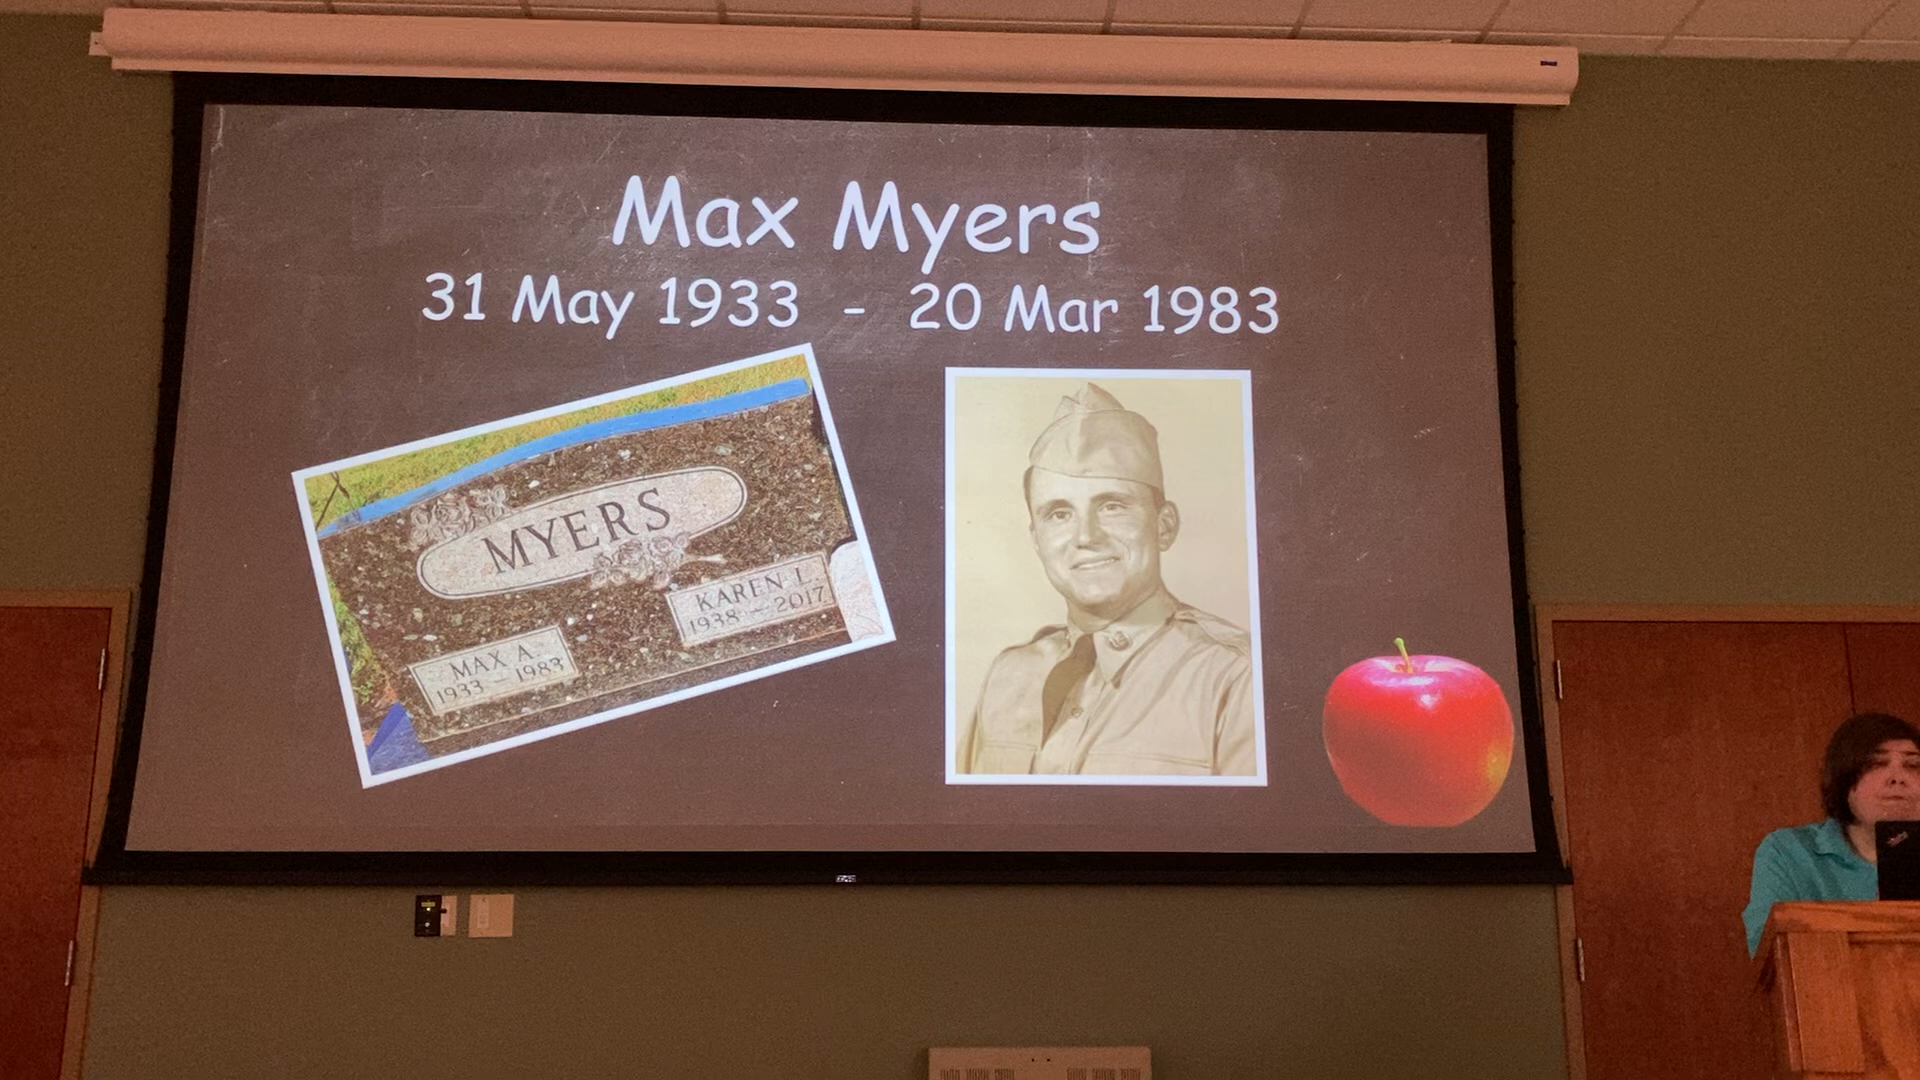 Max Myers
31 May 1933 - 20 Mar 1983
MYERS
KAREN L.
1938 – 2017
MAX A.
1933 – 1983